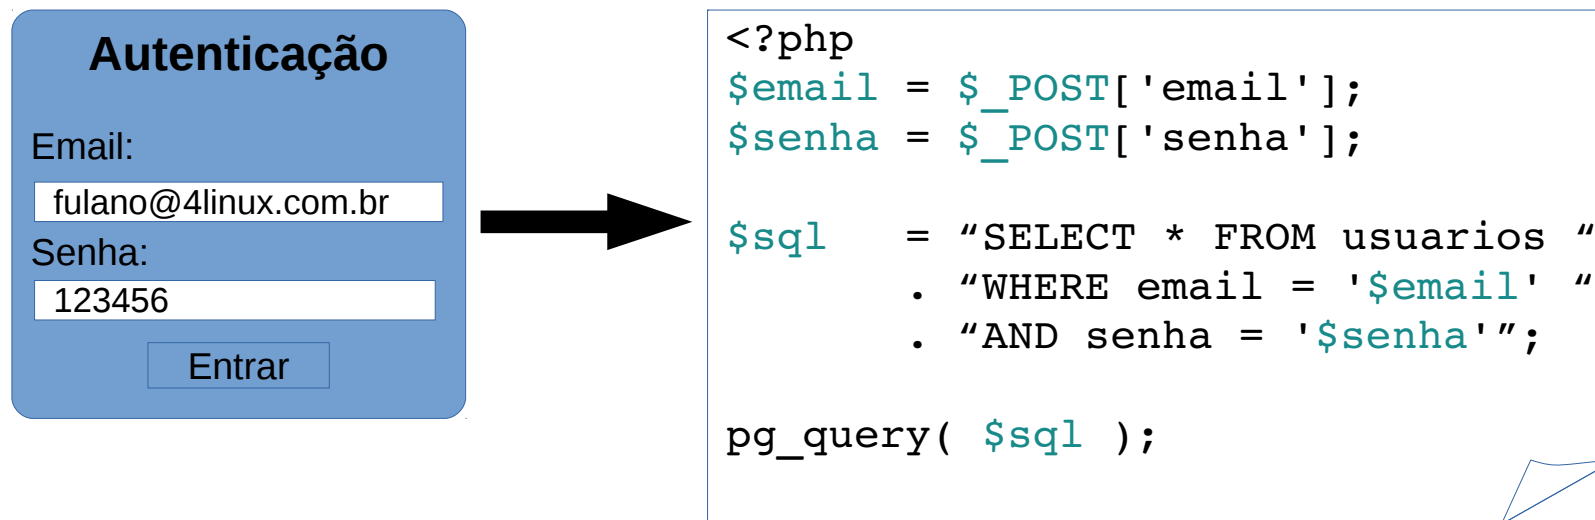 Autenticação
Email:
fulano@4linux.com.br
Senha:
123456
Entrar
<?php
$email = $_POST['email'];
$senha = $_POST['senha'];
$sql   = “SELECT * FROM usuarios “
. “WHERE email = '$email' “
. “AND senha = '$senha'”;
pg_query( $sql );